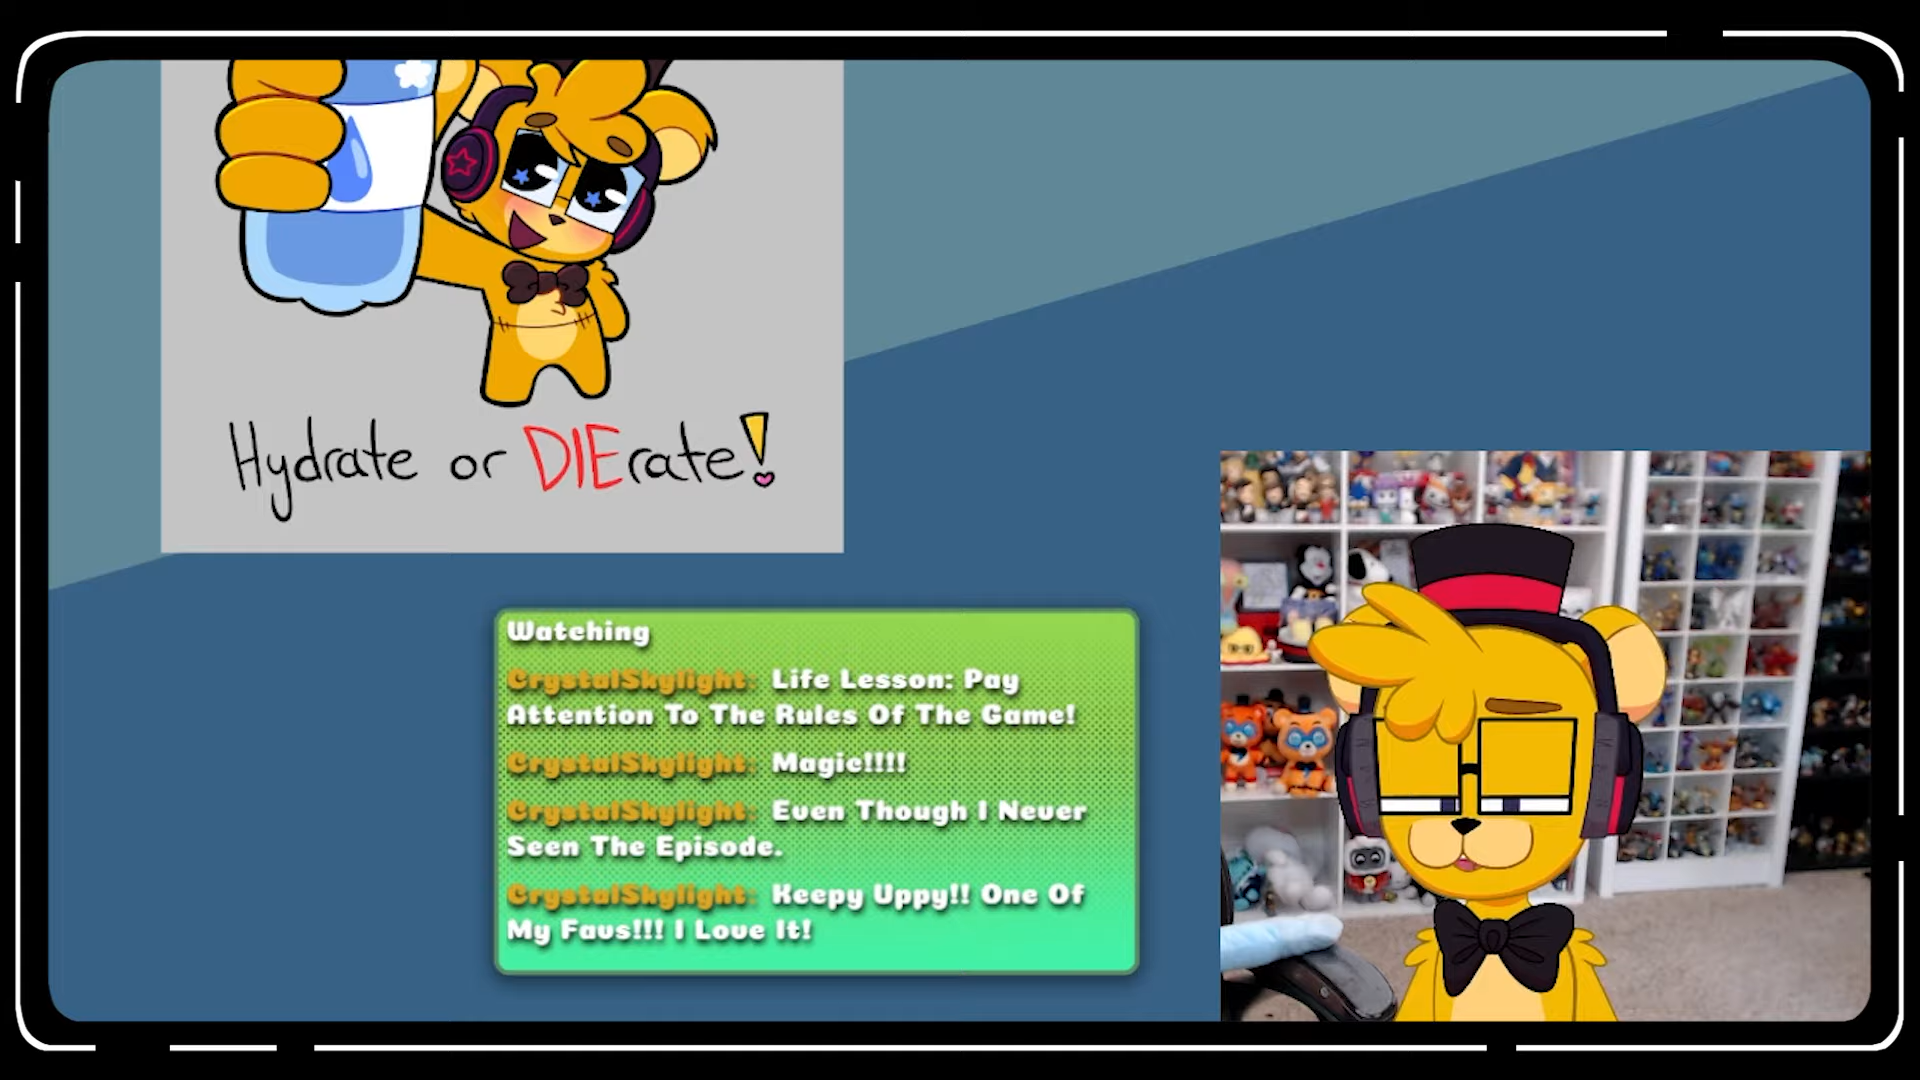 Hydrate or DIErate!
Watching
CrystalSkylight: Life Lesson: Pay
Attention To The Rules Of The Game!
CrystalSkylight: Magic!!!!
CrystalSkylight: Even Though I Never
Seen The Episode.
CrystalSkylight: Keepy Uppy!! One Of
My Favs!!! I Love It!